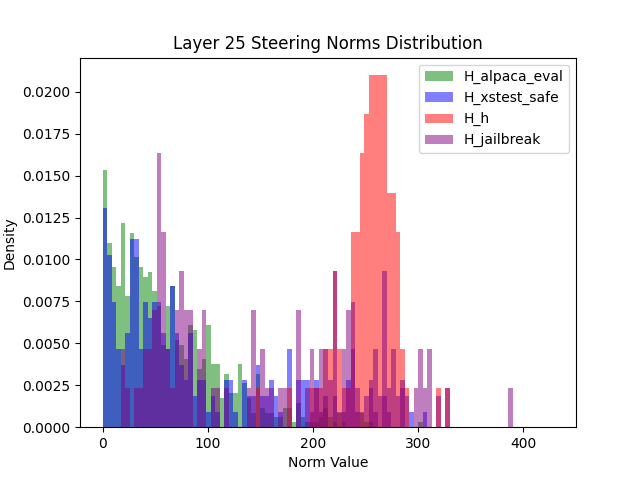 Layer 25 Steering Norms Distribution
H_alpaca_eval
H_xstest_safe
H_h
H_jailbreak
0.0200
0.0175
0.0150
0.0125
0.0100
0.0075
0.0050
0.0025
0.0000
Density
0 100 200 300 400
Norm Value